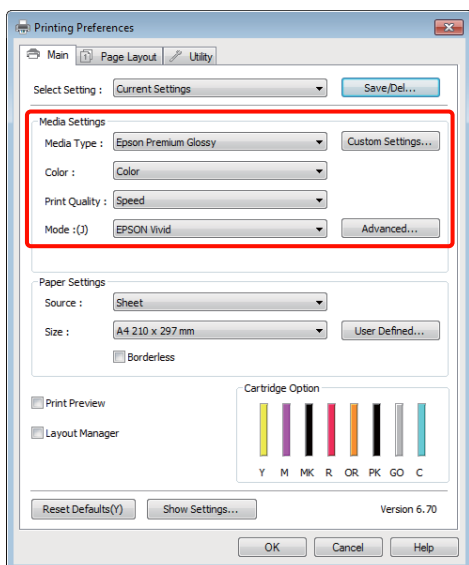 Printing Preferences
Main Page Layout Utility
Select Setting : Current Settings Save/Del...
Media Settings
Media Type : Epson Premium Glossy Custom Settings...
Color : Color
Print Quality : Speed
Mode :(J) EPSON Vivid Advanced...
Paper Settings
Source : Sheet
Size : A4 210 x 297 mm User Defined...
Borderless
Cartridge Option
Print Preview
Layout Manager
Y M MK R OR PK GO C
Reset Defaults(Y) Show Settings... Version 6.70
OK Cancel Help